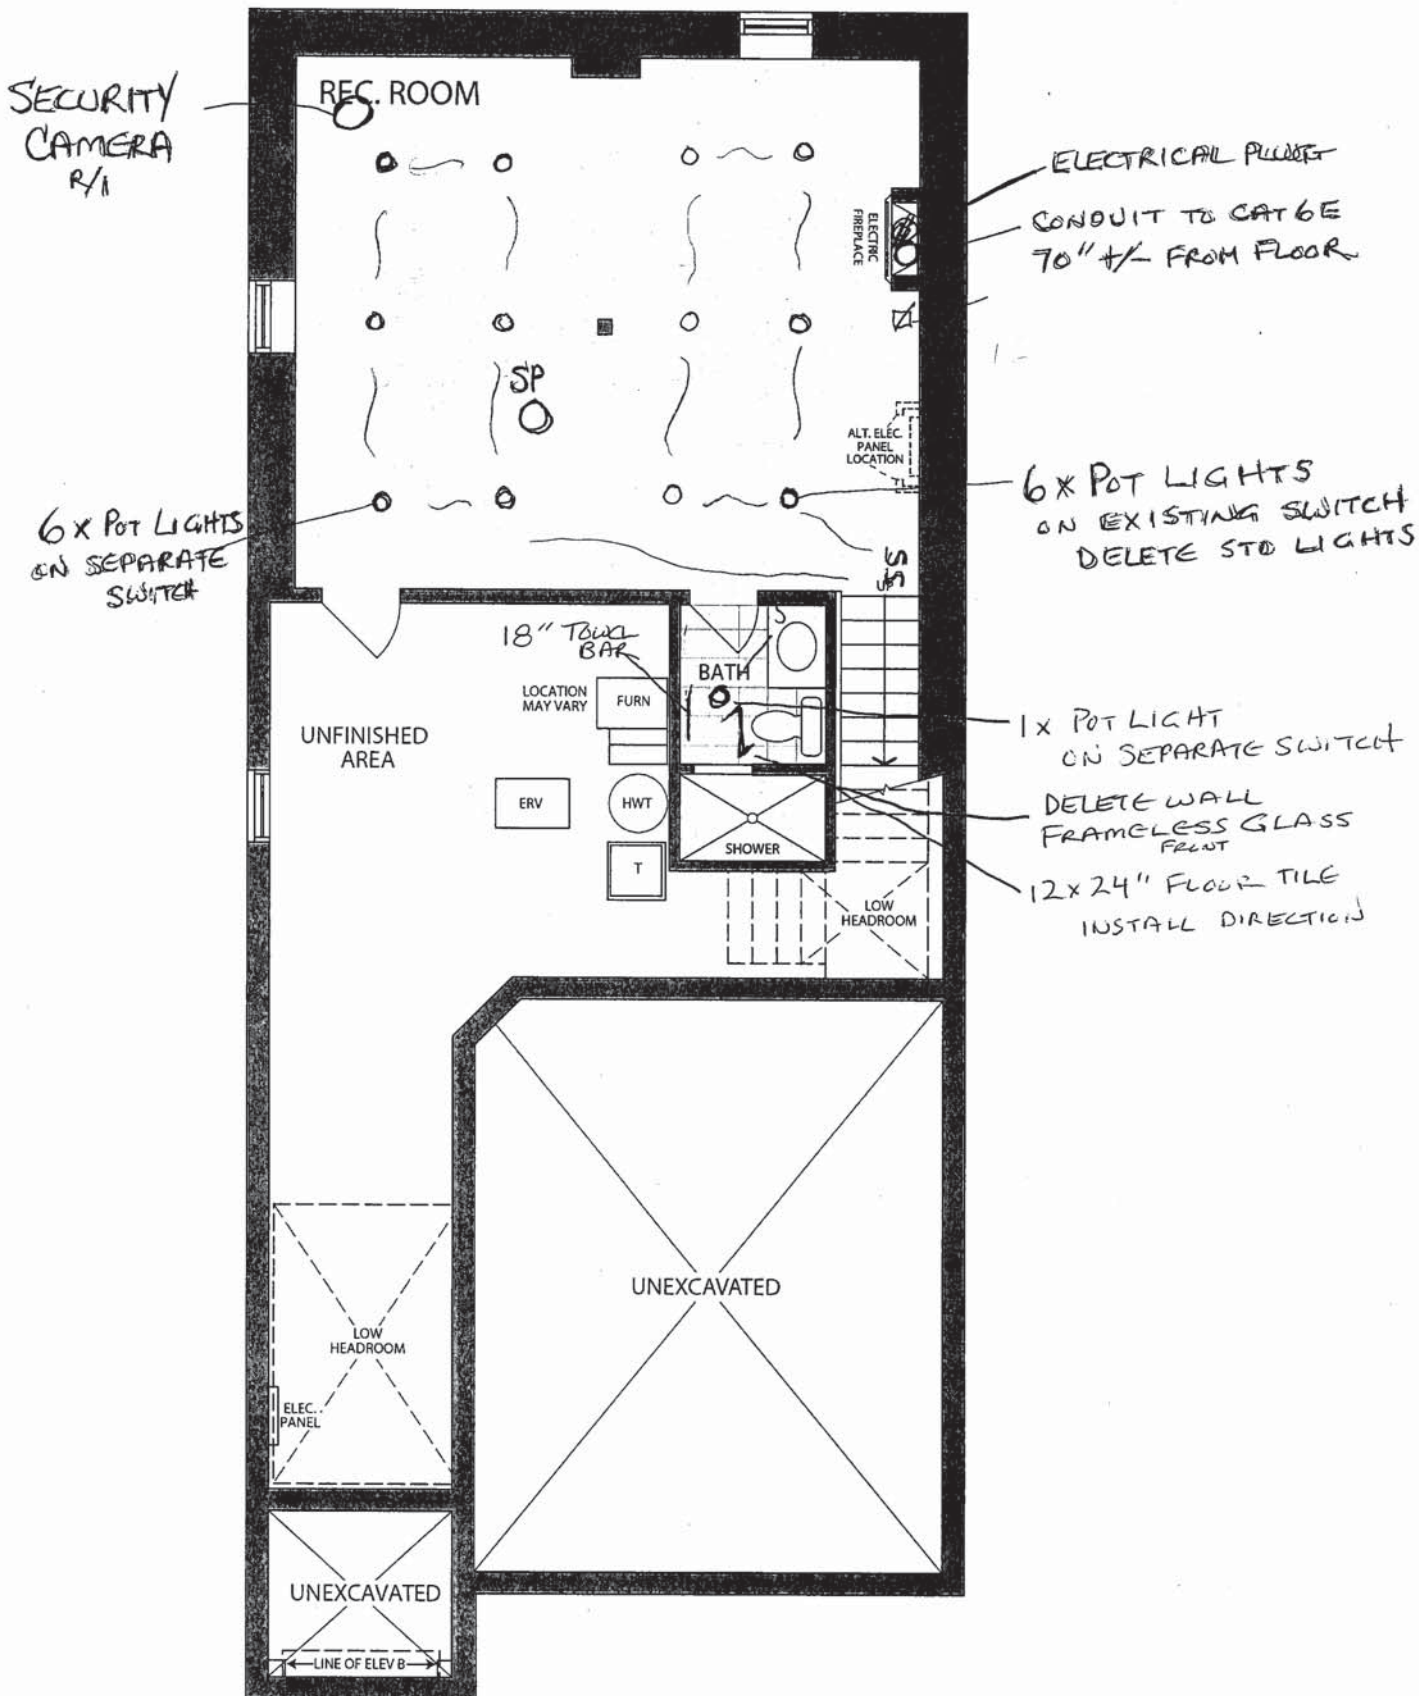 SECURITY
CAMERA
R/I
REC. ROOM
ELECTRICAL PLUG
CONDUIT TO CAT 6E
70" +/- FROM FLOOR
ELECTRIC
FIREPLACE
SP
ALT. ELEC.
PANEL
LOCATION
6 x POT LIGHTS
ON SEPARATE
SWITCH
6 x POT LIGHTS
ON EXISTING SWITCH
DELETE STD LIGHTS
SS
UP
18" TOWEL
BAR
S
BATH
LOCATION
MAY VARY
FURN
UNFINISHED
AREA
1 x POT LIGHT
ON SEPARATE SWITCH
ERV
HWT
DELETE WALL
FRAMELESS GLASS
FRONT
SHOWER
T
12 x 24" FLOOR TILE
INSTALL DIRECTION
LOW
HEADROOM
UNEXCAVATED
LOW
HEADROOM
ELEC.
PANEL
UNEXCAVATED
LINE OF ELEV B